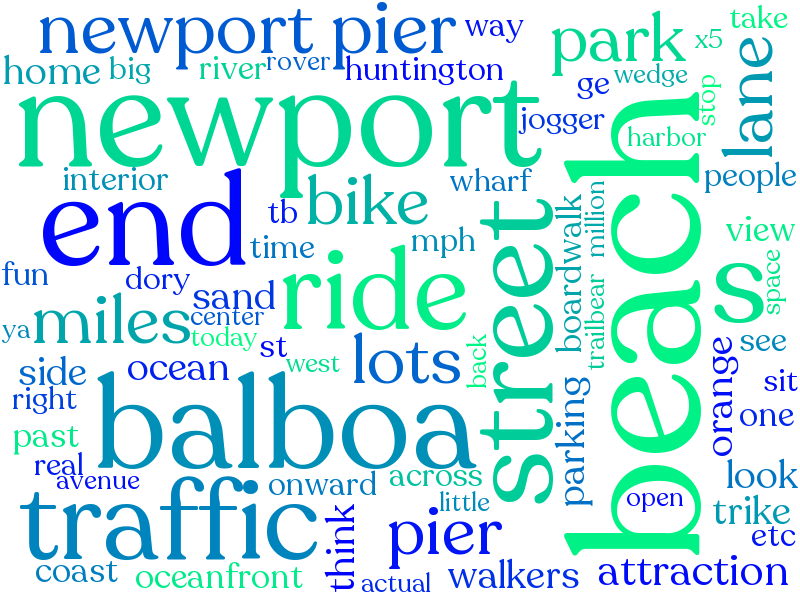 newport pier
way
park
x5
take
home
big
river
rover
huntington
ge
wedge
stop
lane
newport
jogger
harbor
interior
wharf
people
end
tb
bike
beach
street
boardwalk
million
view
time
mph
s
space
fun
dory
sand
ride
trailbear
ya
miles
center
today
st
west
lots
back
orange
see
side
ocean
sit
right
balboa
parking
one
past
real
avenue
onward
across
look
traffic
little
open
trike
think
pier
etc
coast
oceanfront
actual
walkers
attraction